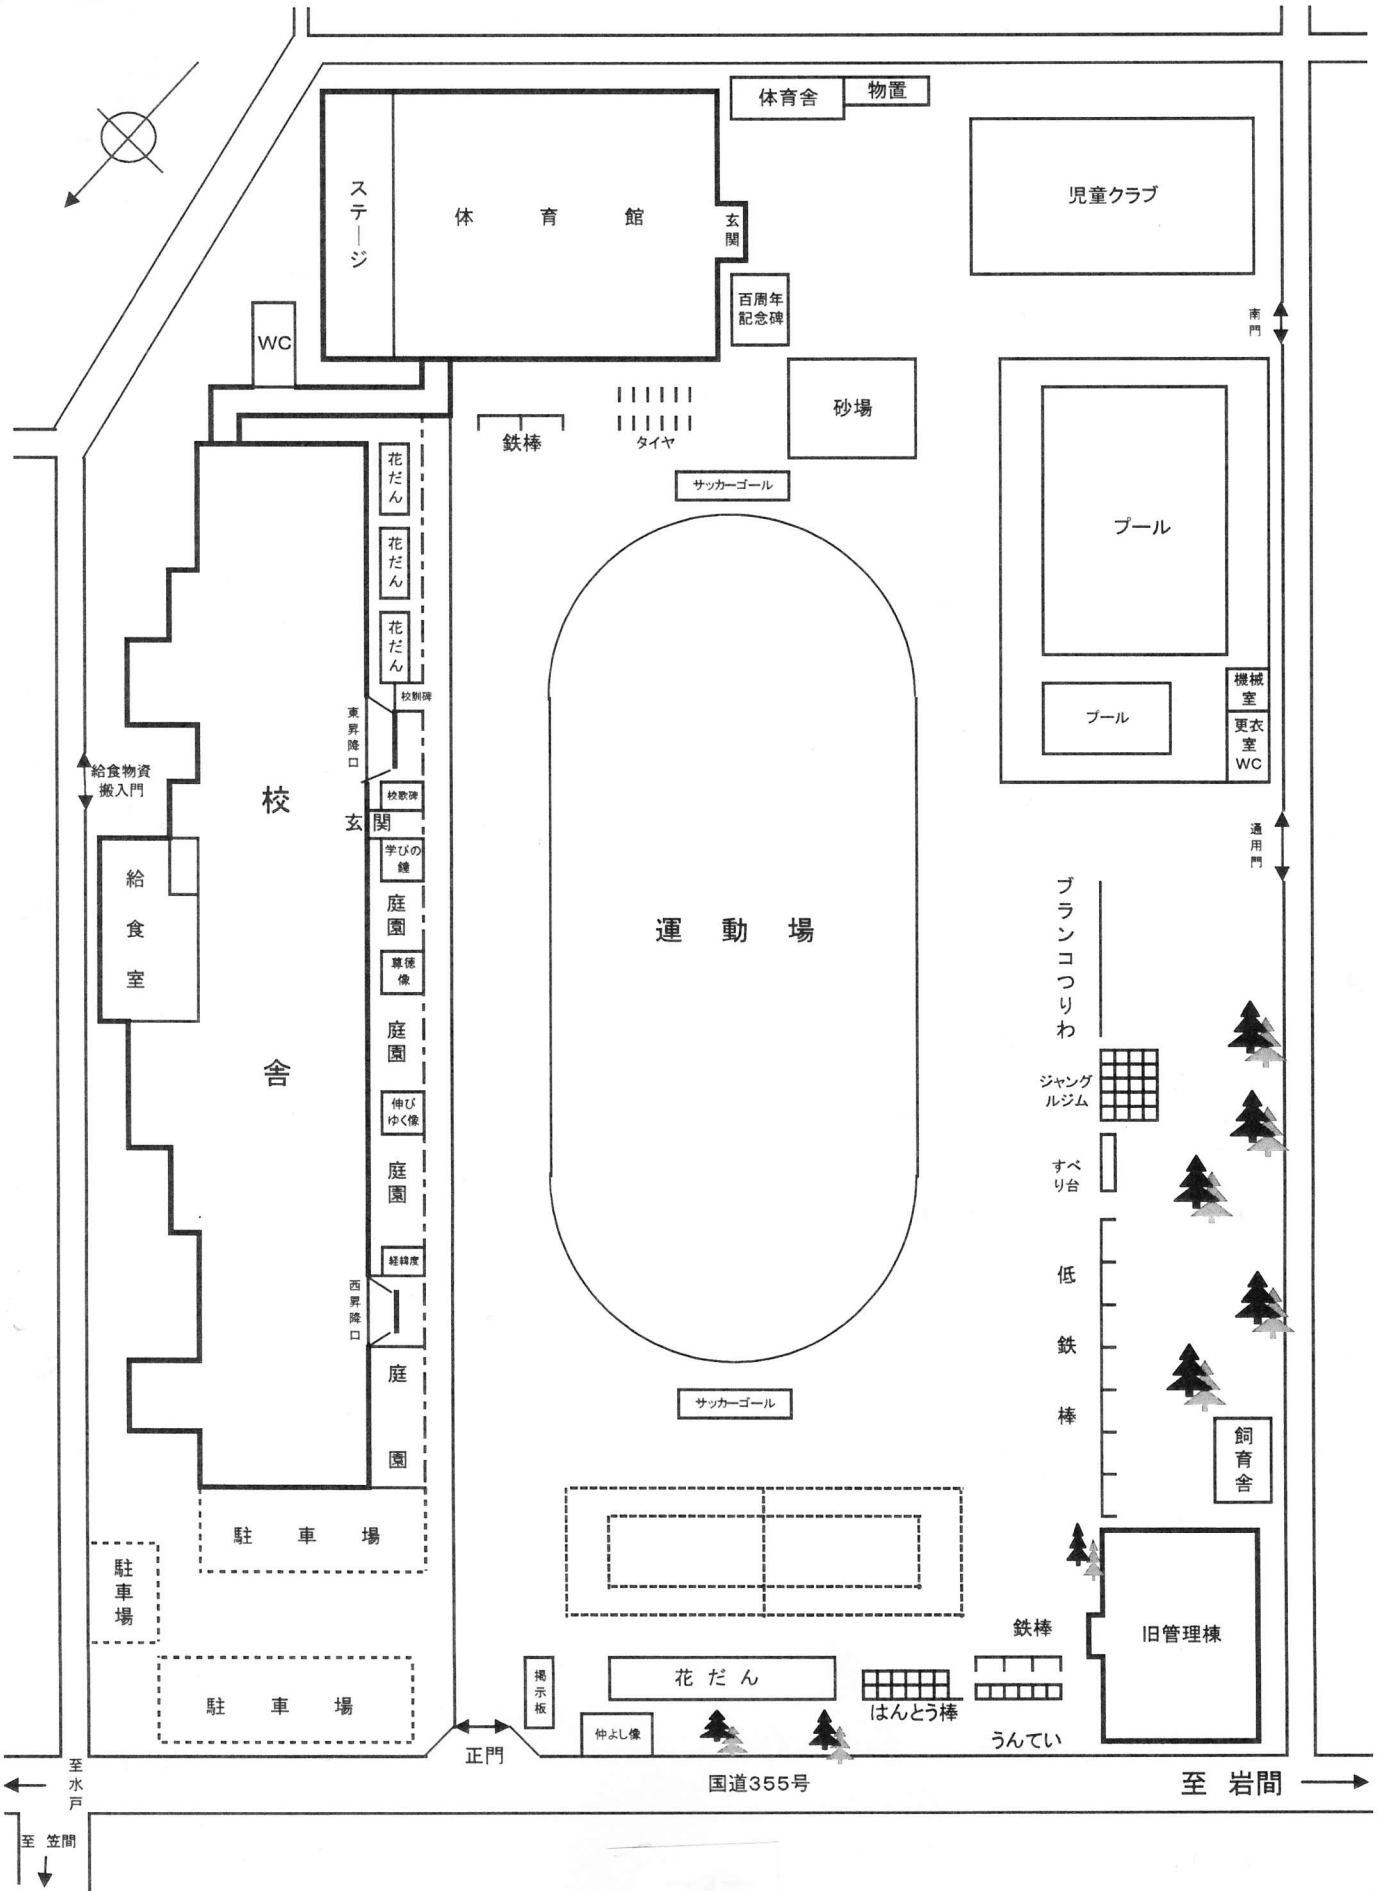 体育舎
物置
児童クラブ
ステージ
体育館
玄関
百周年
記念碑
南門
WC
砂場
鉄棒
タイヤ
サッカーゴール
花だん
花だん
花だん
プール
プール
機械
室
更衣
室
WC
校訓碑
東昇降口
給食物資
搬入門
校舎
校歌碑
玄関
学びの
鐘
通用門
給食室
庭園
尊徳
像
運動場
ブランコつりわ
庭園
ジャング
ルジム
伸び
ゆく像
庭園
すべ
り台
経緯度
西昇降口
低鉄棒
庭園
サッカーゴール
飼育舎
駐車場
駐車場
駐車場
鉄棒
旧管理棟
掲示板
花だん
はんとう棒
仲よし像
うんてい
正門
国道355号
至水戸
至 岩間
至 笠間